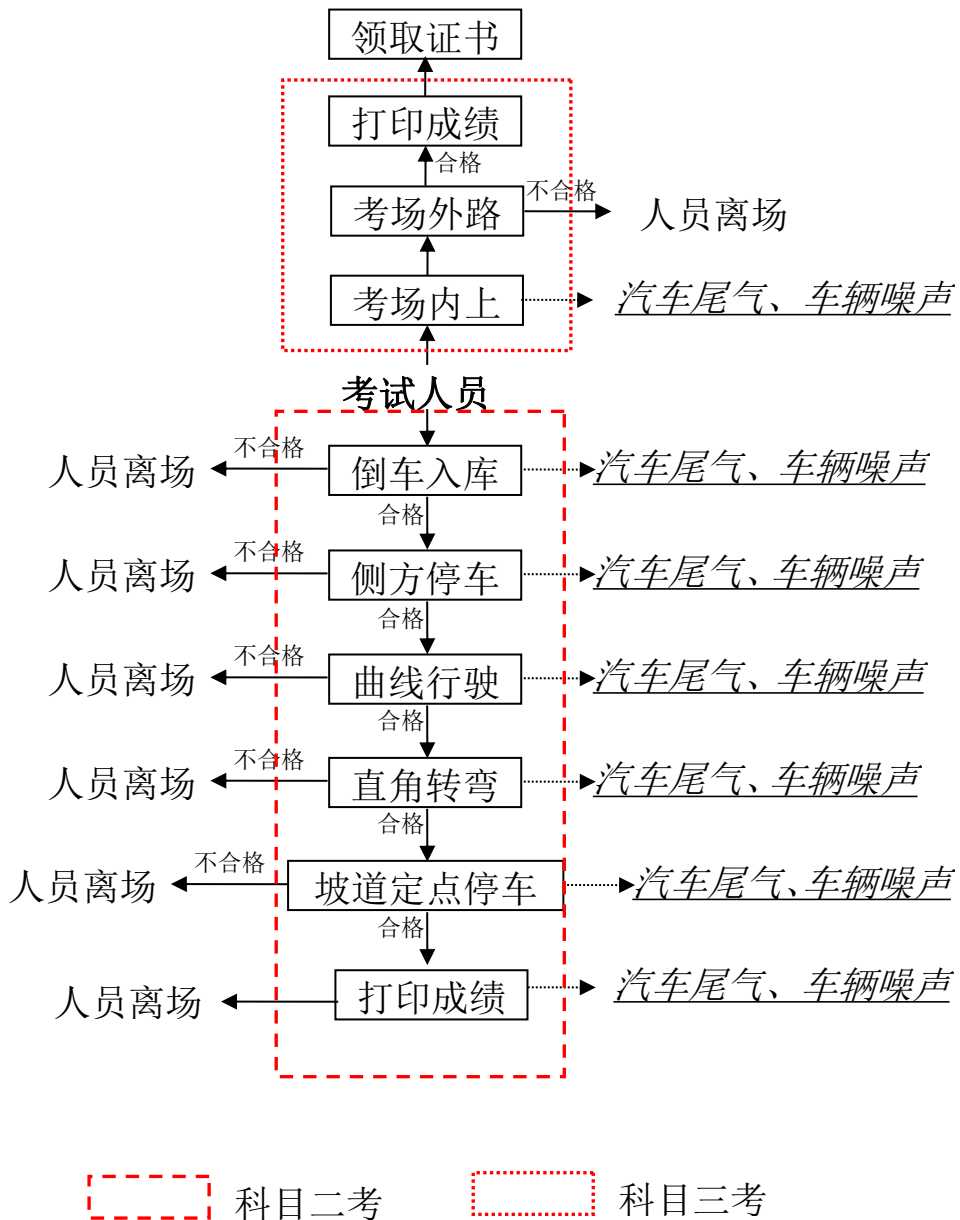 领取证书
打印成绩
合格
不合格
考场外路
人员离场
考场内上
汽车尾气、车辆噪声
考试人员
不合格
人员离场
倒车入库
汽车尾气、车辆噪声
合格
不合格
人员离场
侧方停车
汽车尾气、车辆噪声
合格
不合格
人员离场
曲线行驶
汽车尾气、车辆噪声
合格
不合格
人员离场
直角转弯
汽车尾气、车辆噪声
合格
不合格
人员离场
坡道定点停车
汽车尾气、车辆噪声
合格
人员离场
打印成绩
汽车尾气、车辆噪声
科目二考
科目三考